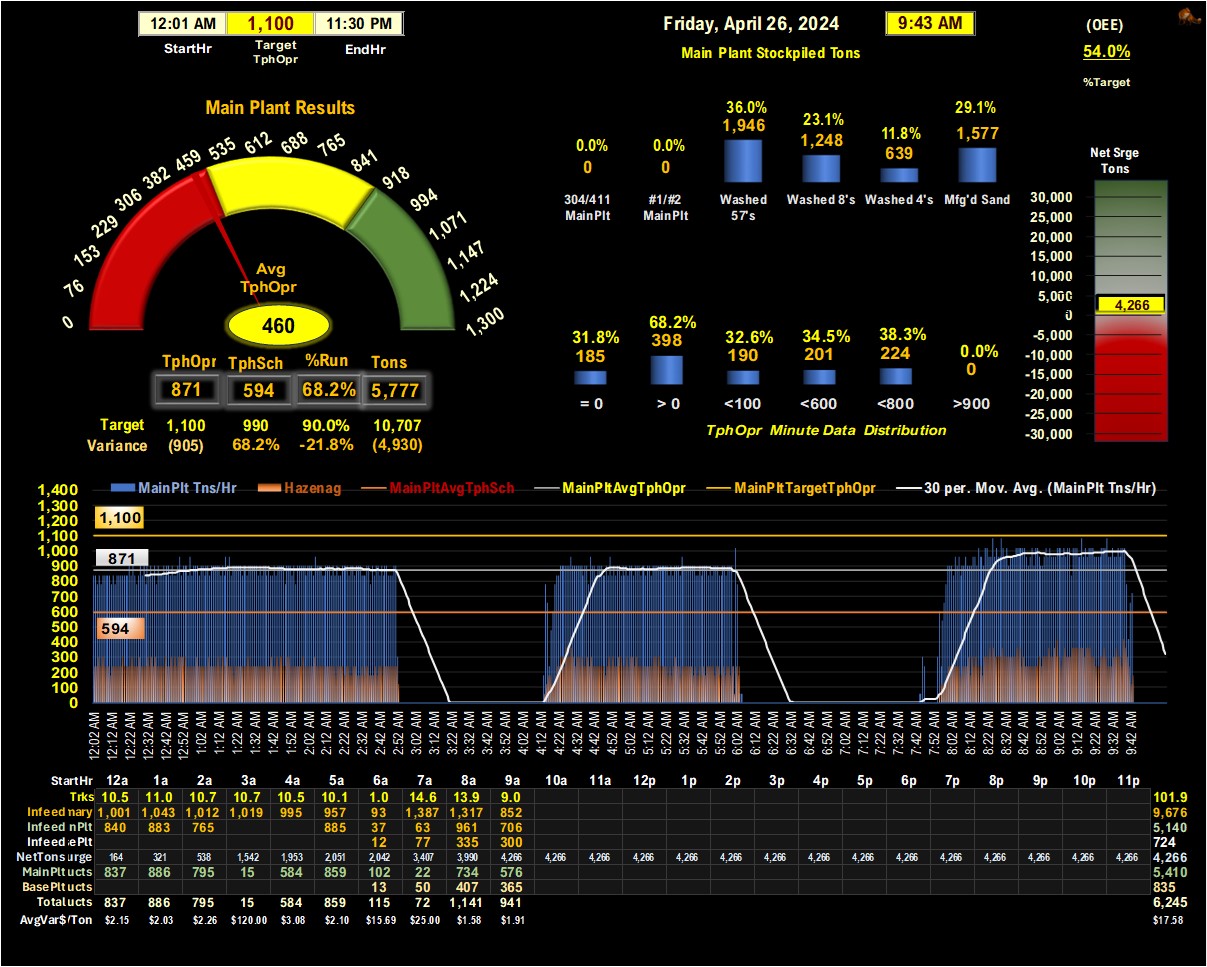 12:01 AM 1,100 11:30 PM
StartHr Target TphOpr EndHr
Friday, April 26, 2024 9:43 AM
Main Plant Stockpiled Tons
(OEE)
54.0%
%Target
Main Plant Results
0 76 153 229 306 382 459 535 612 688 765 841 918 994 1,071 1,147 1,224 1,300
Avg
TphOpr
460
TphOpr TphSch %Run Tons
871 594 68.2% 5,777
Target 1,100 990 90.0% 10,707
Variance (905) 68.2% -21.8% (4,930)
0.0% 0.0% 36.0% 23.1% 11.8% 29.1%
0 0 1,946 1,248 639 1,577
304/411 MainPlt #1/#2 MainPlt Washed 57's Washed 8's Washed 4's Mfg'd Sand
31.8% 68.2% 32.6% 34.5% 38.3% 0.0%
185 398 190 201 224 0
= 0 > 0 <100 <600 <800 >900
TphOpr Minute Data Distribution
Net Srge
Tons
30,000
25,000
20,000
15,000
10,000
5,000
4,266
0
-5,000
-10,000
-15,000
-20,000
-25,000
-30,000
MainPlt Tns/Hr Hazenag MainPltAvgTphSch MainPltAvgTphOpr MainPltTargetTphOpr 30 per. Mov. Avg. (MainPlt Tns/Hr)
1,400
1,300
1,200
1,100
1,000
900
800
700
600
500
400
300
200
100
0
1,100
871
594
12:02 AM 12:12 AM 12:22 AM 12:32 AM 12:42 AM 12:52 AM 1:02 AM 1:12 AM 1:22 AM 1:32 AM 1:42 AM 1:52 AM 2:02 AM 2:12 AM 2:22 AM 2:32 AM 2:42 AM 2:52 AM 3:02 AM 3:12 AM 3:22 AM 3:32 AM 3:42 AM 3:52 AM 4:02 AM 4:12 AM 4:22 AM 4:32 AM 4:42 AM 4:52 AM 5:02 AM 5:12 AM 5:22 AM 5:32 AM 5:42 AM 5:52 AM 6:02 AM 6:12 AM 6:22 AM 6:32 AM 6:42 AM 6:52 AM 7:02 AM 7:12 AM 7:22 AM 7:32 AM 7:42 AM 7:52 AM 8:02 AM 8:12 AM 8:22 AM 8:32 AM 8:42 AM 8:52 AM 9:02 AM 9:12 AM 9:22 AM 9:32 AM 9:42 AM
StartHr 12a 1a 2a 3a 4a 5a 6a 7a 8a 9a 10a 11a 12p 1p 2p 3p 4p 5p 6p 7p 8p 9p 10p 11p
Trks 10.5 11.0 10.7 10.7 10.5 10.1 1.0 14.6 13.9 9.0 101.9
Infeed mary 1,001 1,043 1,012 1,019 995 957 93 1,387 1,317 852 9,676
Infeed nPlt 840 883 765 885 37 63 961 706 5,140
Infeed ePlt 12 77 335 300 724
NetTons urge 164 321 538 1,542 1,953 2,051 2,042 3,407 3,990 4,266 4,266 4,266 4,266 4,266 4,266 4,266 4,266 4,266 4,266 4,266 4,266 4,266 4,266 4,266 4,266
MainPlt ucts 837 886 795 15 584 859 102 22 734 576 5,410
BasePlt ucts 13 50 407 365 835
Total ucts 837 886 795 15 584 859 115 72 1,141 941 6,245
AvgVar$/Ton $2.15 $2.03 $2.26 $120.00 $3.08 $2.10 $15.69 $25.00 $1.58 $1.91 $17.58